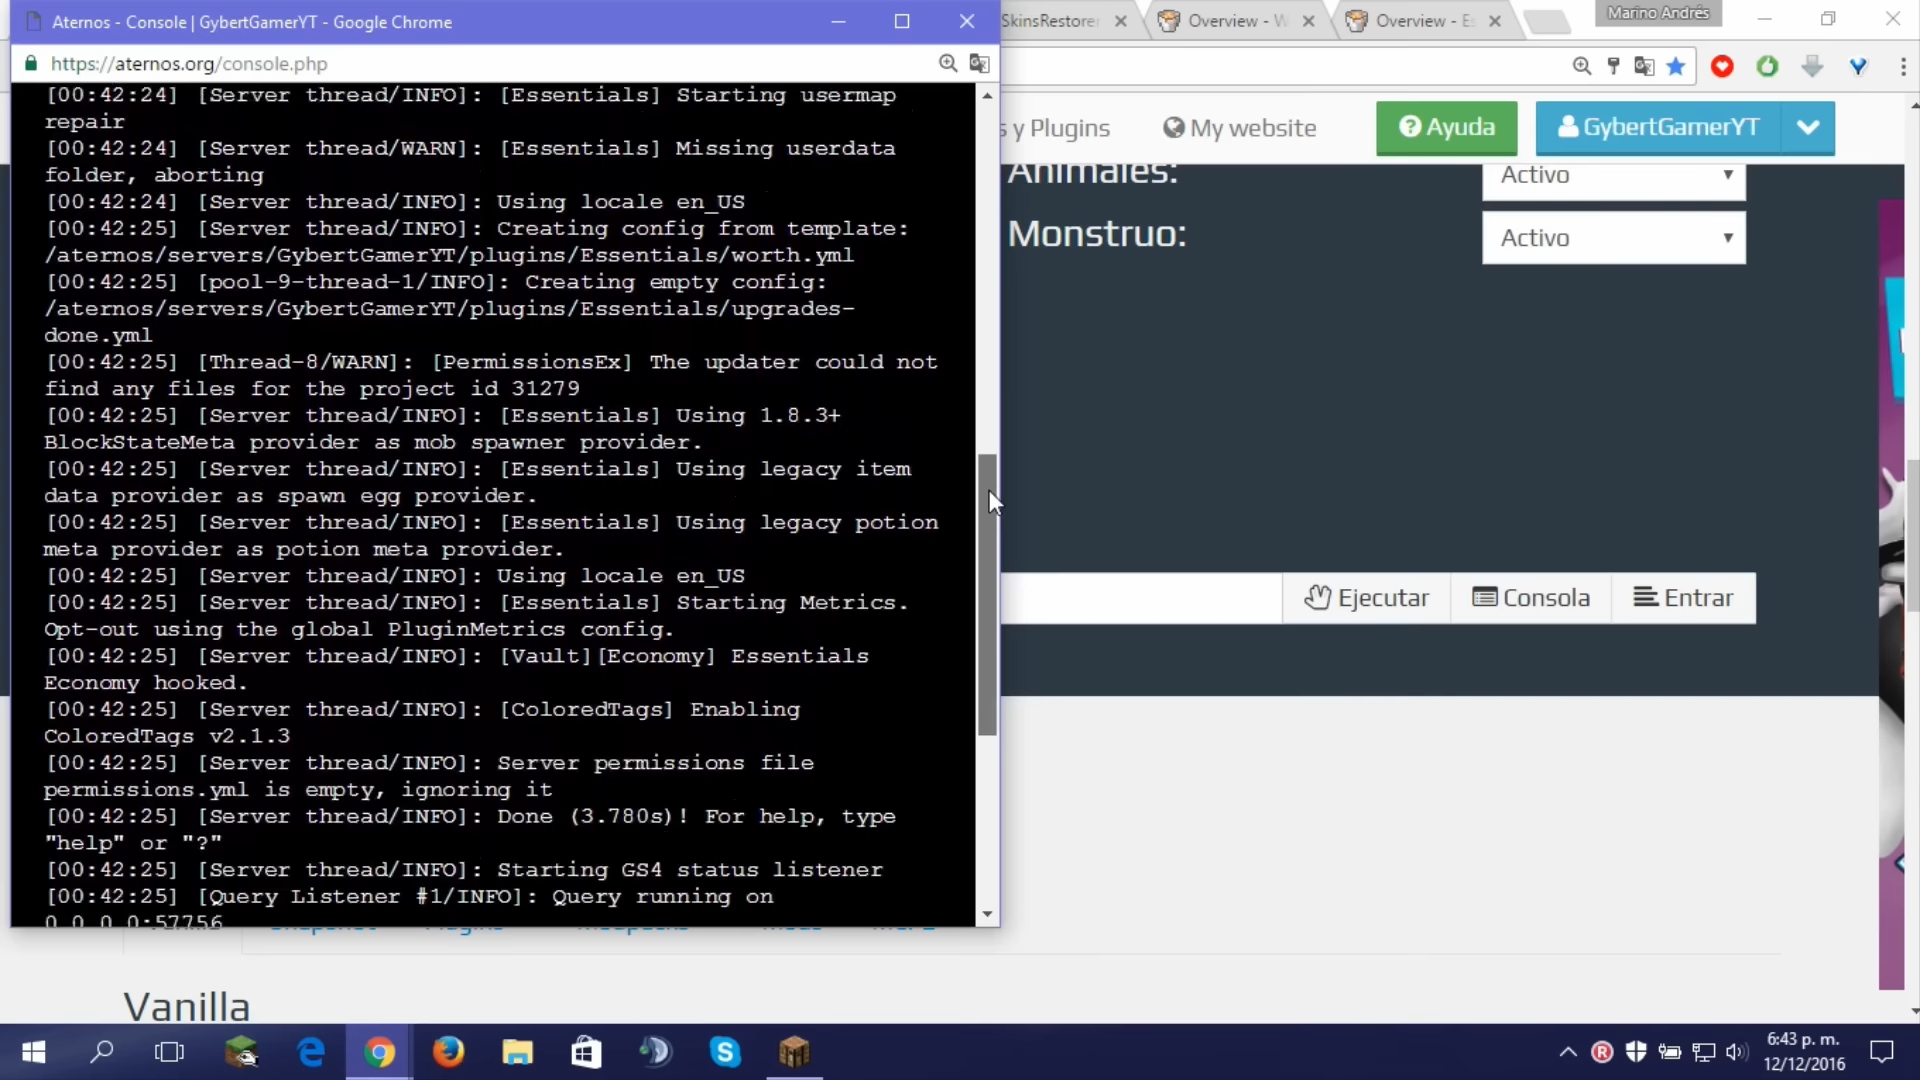 Aternos - Console | GybertGamerYT - Google Chrome
SkinsRestorer
Overview - W
Overview - E
Marino Andrés
https://aternos.org/console.php
s y Plugins
My website
Ayuda
GybertGamerYT
[00:42:24] [Server thread/INFO]: [Essentials] Starting usermap
repair
[00:42:24] [Server thread/WARN]: [Essentials] Missing userdata
folder, aborting
[00:42:24] [Server thread/INFO]: Using locale en_US
[00:42:25] [Server thread/INFO]: Creating config from template:
/aternos/servers/GybertGamerYT/plugins/Essentials/worth.yml
[00:42:25] [pool-9-thread-1/INFO]: Creating empty config:
/aternos/servers/GybertGamerYT/plugins/Essentials/upgrades-
done.yml
[00:42:25] [Thread-8/WARN]: [PermissionsEx] The updater could not
find any files for the project id 31279
[00:42:25] [Server thread/INFO]: [Essentials] Using 1.8.3+
BlockStateMeta provider as mob spawner provider.
[00:42:25] [Server thread/INFO]: [Essentials] Using legacy item
data provider as spawn egg provider.
[00:42:25] [Server thread/INFO]: [Essentials] Using legacy potion
meta provider as potion meta provider.
[00:42:25] [Server thread/INFO]: Using locale en_US
[00:42:25] [Server thread/INFO]: [Essentials] Starting Metrics.
Opt-out using the global PluginMetrics config.
[00:42:25] [Server thread/INFO]: [Vault][Economy] Essentials
Economy hooked.
[00:42:25] [Server thread/INFO]: [ColoredTags] Enabling
ColoredTags v2.1.3
[00:42:25] [Server thread/INFO]: Server permissions file
permissions.yml is empty, ignoring it
[00:42:25] [Server thread/INFO]: Done (3.780s)! For help, type
"help" or "?"
[00:42:25] [Server thread/INFO]: Starting GS4 status listener
[00:42:25] [Query Listener #1/INFO]: Query running on
0.0.0.0:57756
Animales:
Activo
Monstruo:
Activo
Ejecutar
Consola
Entrar
Vanilla
6:43 p. m.
12/12/2016